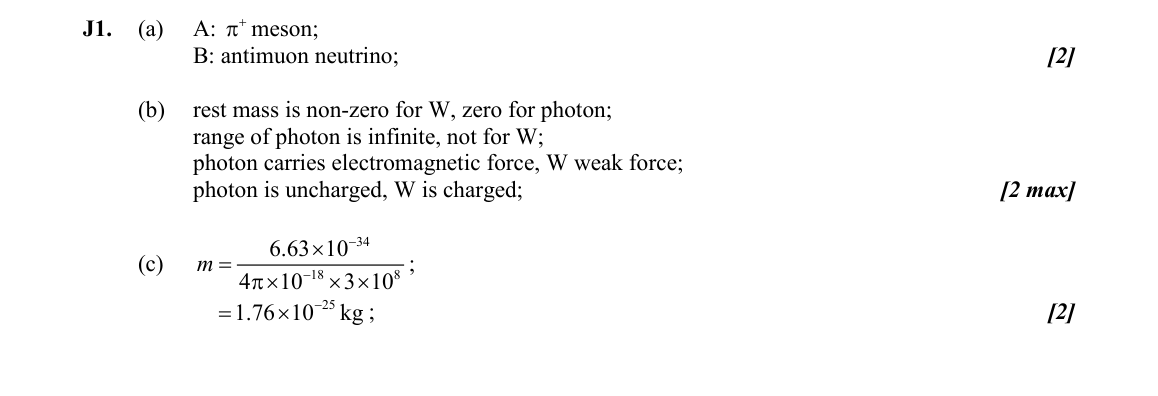 J1. (a) A: π⁺ meson;
B: antimuon neutrino; [2]
(b) rest mass is non-zero for W, zero for photon;
range of photon is infinite, not for W;
photon carries electromagnetic force, W weak force;
photon is uncharged, W is charged; [2 max]
(c) m = 6.63×10⁻³⁴ / 4π×10⁻¹⁸ ×3×10⁸ ;
=1.76×10⁻²⁵ kg ; [2]